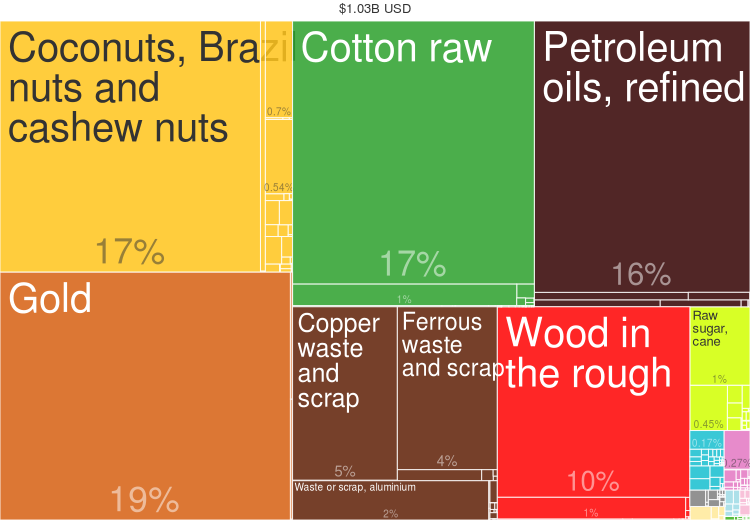 $1.03B USD
Coconuts, Brazil
nuts and
cashew nuts
17%
0.7%
0.54%
Cotton raw
17%
1%
Petroleum
oils, refined
16%
Gold
19%
Copper
waste
and
scrap
5%
Ferrous
waste
and scrap
4%
Waste or scrap, aluminium
2%
Wood in
the rough
10%
1%
Raw
sugar,
cane
1%
0.45%
0.17%
0.27%